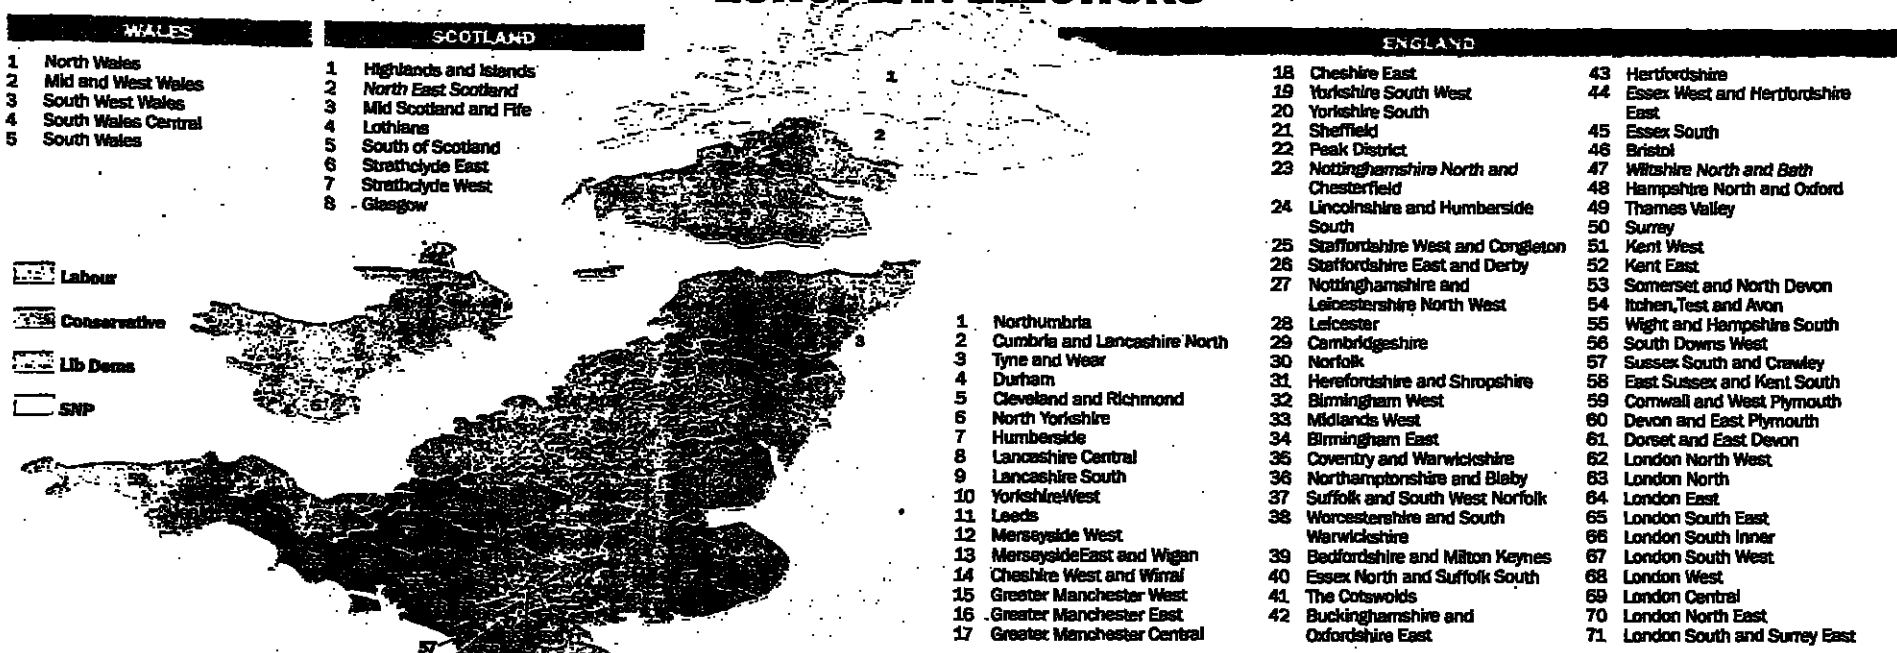 EUROPEAN ELECTIONS
WALES
1 North Wales
2 Mid and West Wales
3 South West Wales
4 South Wales Central
5 South Wales
SCOTLAND
1 Highlands and Islands
2 North East Scotland
3 Mid Scotland and Fife
4 Lothians
5 South of Scotland
6 Strathclyde East
7 Strathclyde West
8 Glasgow
Labour
Conservative
Lib Dems
SNP
1
2
3
57
ENGLAND
1 Northumbria
2 Cumbria and Lancashire North
3 Tyne and Wear
4 Durham
5 Cleveland and Richmond
6 North Yorkshire
7 Humberside
8 Lancashire Central
9 Lancashire South
10 YorkshireWest
11 Leeds
12 Merseyside West
13 MerseysideEast and Wigan
14 Cheshire West and Wirral
15 Greater Manchester West
16 Greater Manchester East
17 Greater Manchester Central
18 Cheshire East
19 Yorkshire South West
20 Yorkshire South
21 Sheffield
22 Peak District
23 Nottinghamshire North and
Chesterfield
24 Lincolnshire and Humberside
South
25 Staffordshire West and Congleton
26 Staffordshire East and Derby
27 Nottinghamshire and
Leicestershire North West
28 Leicester
29 Cambridgeshire
30 Norfolk
31 Herefordshire and Shropshire
32 Birmingham West
33 Midlands West
34 Birmingham East
35 Coventry and Warwickshire
36 Northamptonshire and Blaby
37 Suffolk and South West Norfolk
38 Worcestershire and South
Warwickshire
39 Bedfordshire and Milton Keynes
40 Essex North and Suffolk South
41 The Cotswolds
42 Buckinghamshire and
Oxfordshire East
43 Hertfordshire
44 Essex West and Hertfordshire
East
45 Essex South
46 Bristol
47 Wiltshire North and Bath
48 Hampshire North and Oxford
49 Thames Valley
50 Surrey
51 Kent West
52 Kent East
53 Somerset and North Devon
54 Itchen,Test and Avon
55 Wight and Hampshire South
56 South Downs West
57 Sussex South and Crawley
58 East Sussex and Kent South
59 Cornwall and West Plymouth
60 Devon and East Plymouth
61 Dorset and East Devon
62 London North West
63 London North
64 London East
65 London South East
66 London South Inner
67 London South West
68 London West
69 London Central
70 London North East
71 London South and Surrey East